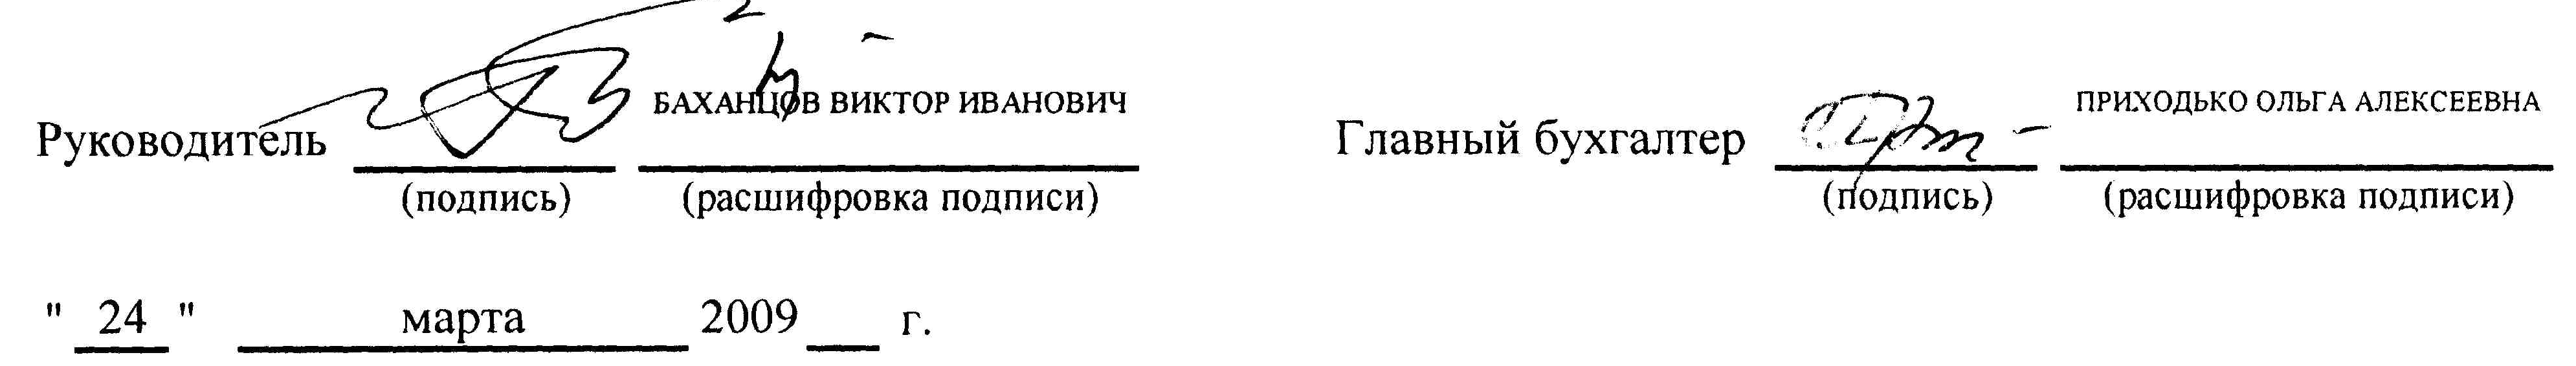 Руководитель БАХАНЦОВ ВИКТОР ИВАНОВИЧ Главный бухгалтер ПРИХОДЬКО ОЛЬГА АЛЕКСЕЕВНА
(подпись) (расшифровка подписи) (подпись) (расшифровка подписи)
" 24 " марта 2009 г.